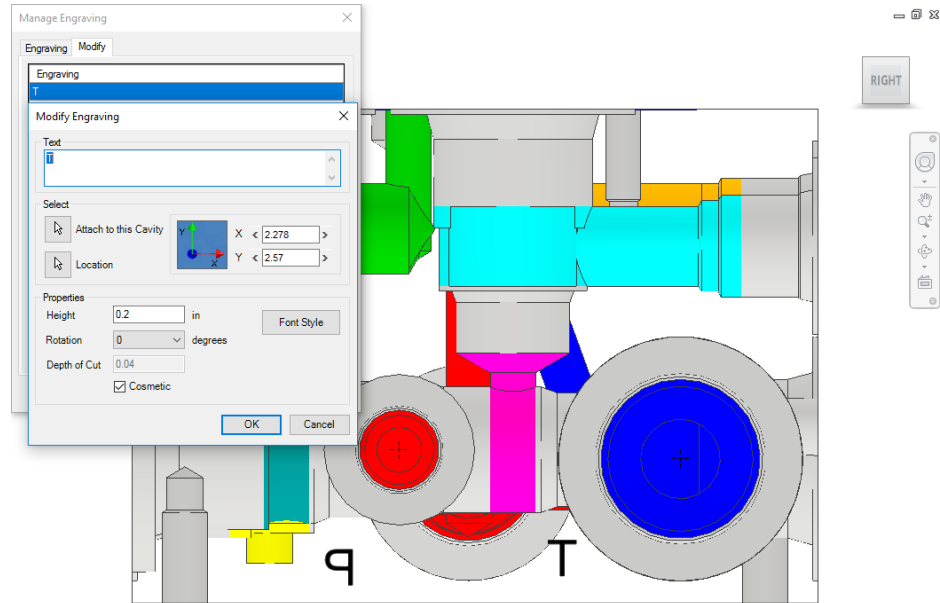 Manage Engraving
RIGHT
Engraving Modify
Engraving
T
Modify Engraving
Text
T
Select
Attach to this Cavity
Y
X
X < 2.278 >
Y < 2.57 >
Location
Properties
Height 0.2 in
Font Style
Rotation 0 degrees
Depth of Cut 0.04
Cosmetic
OK Cancel
P T